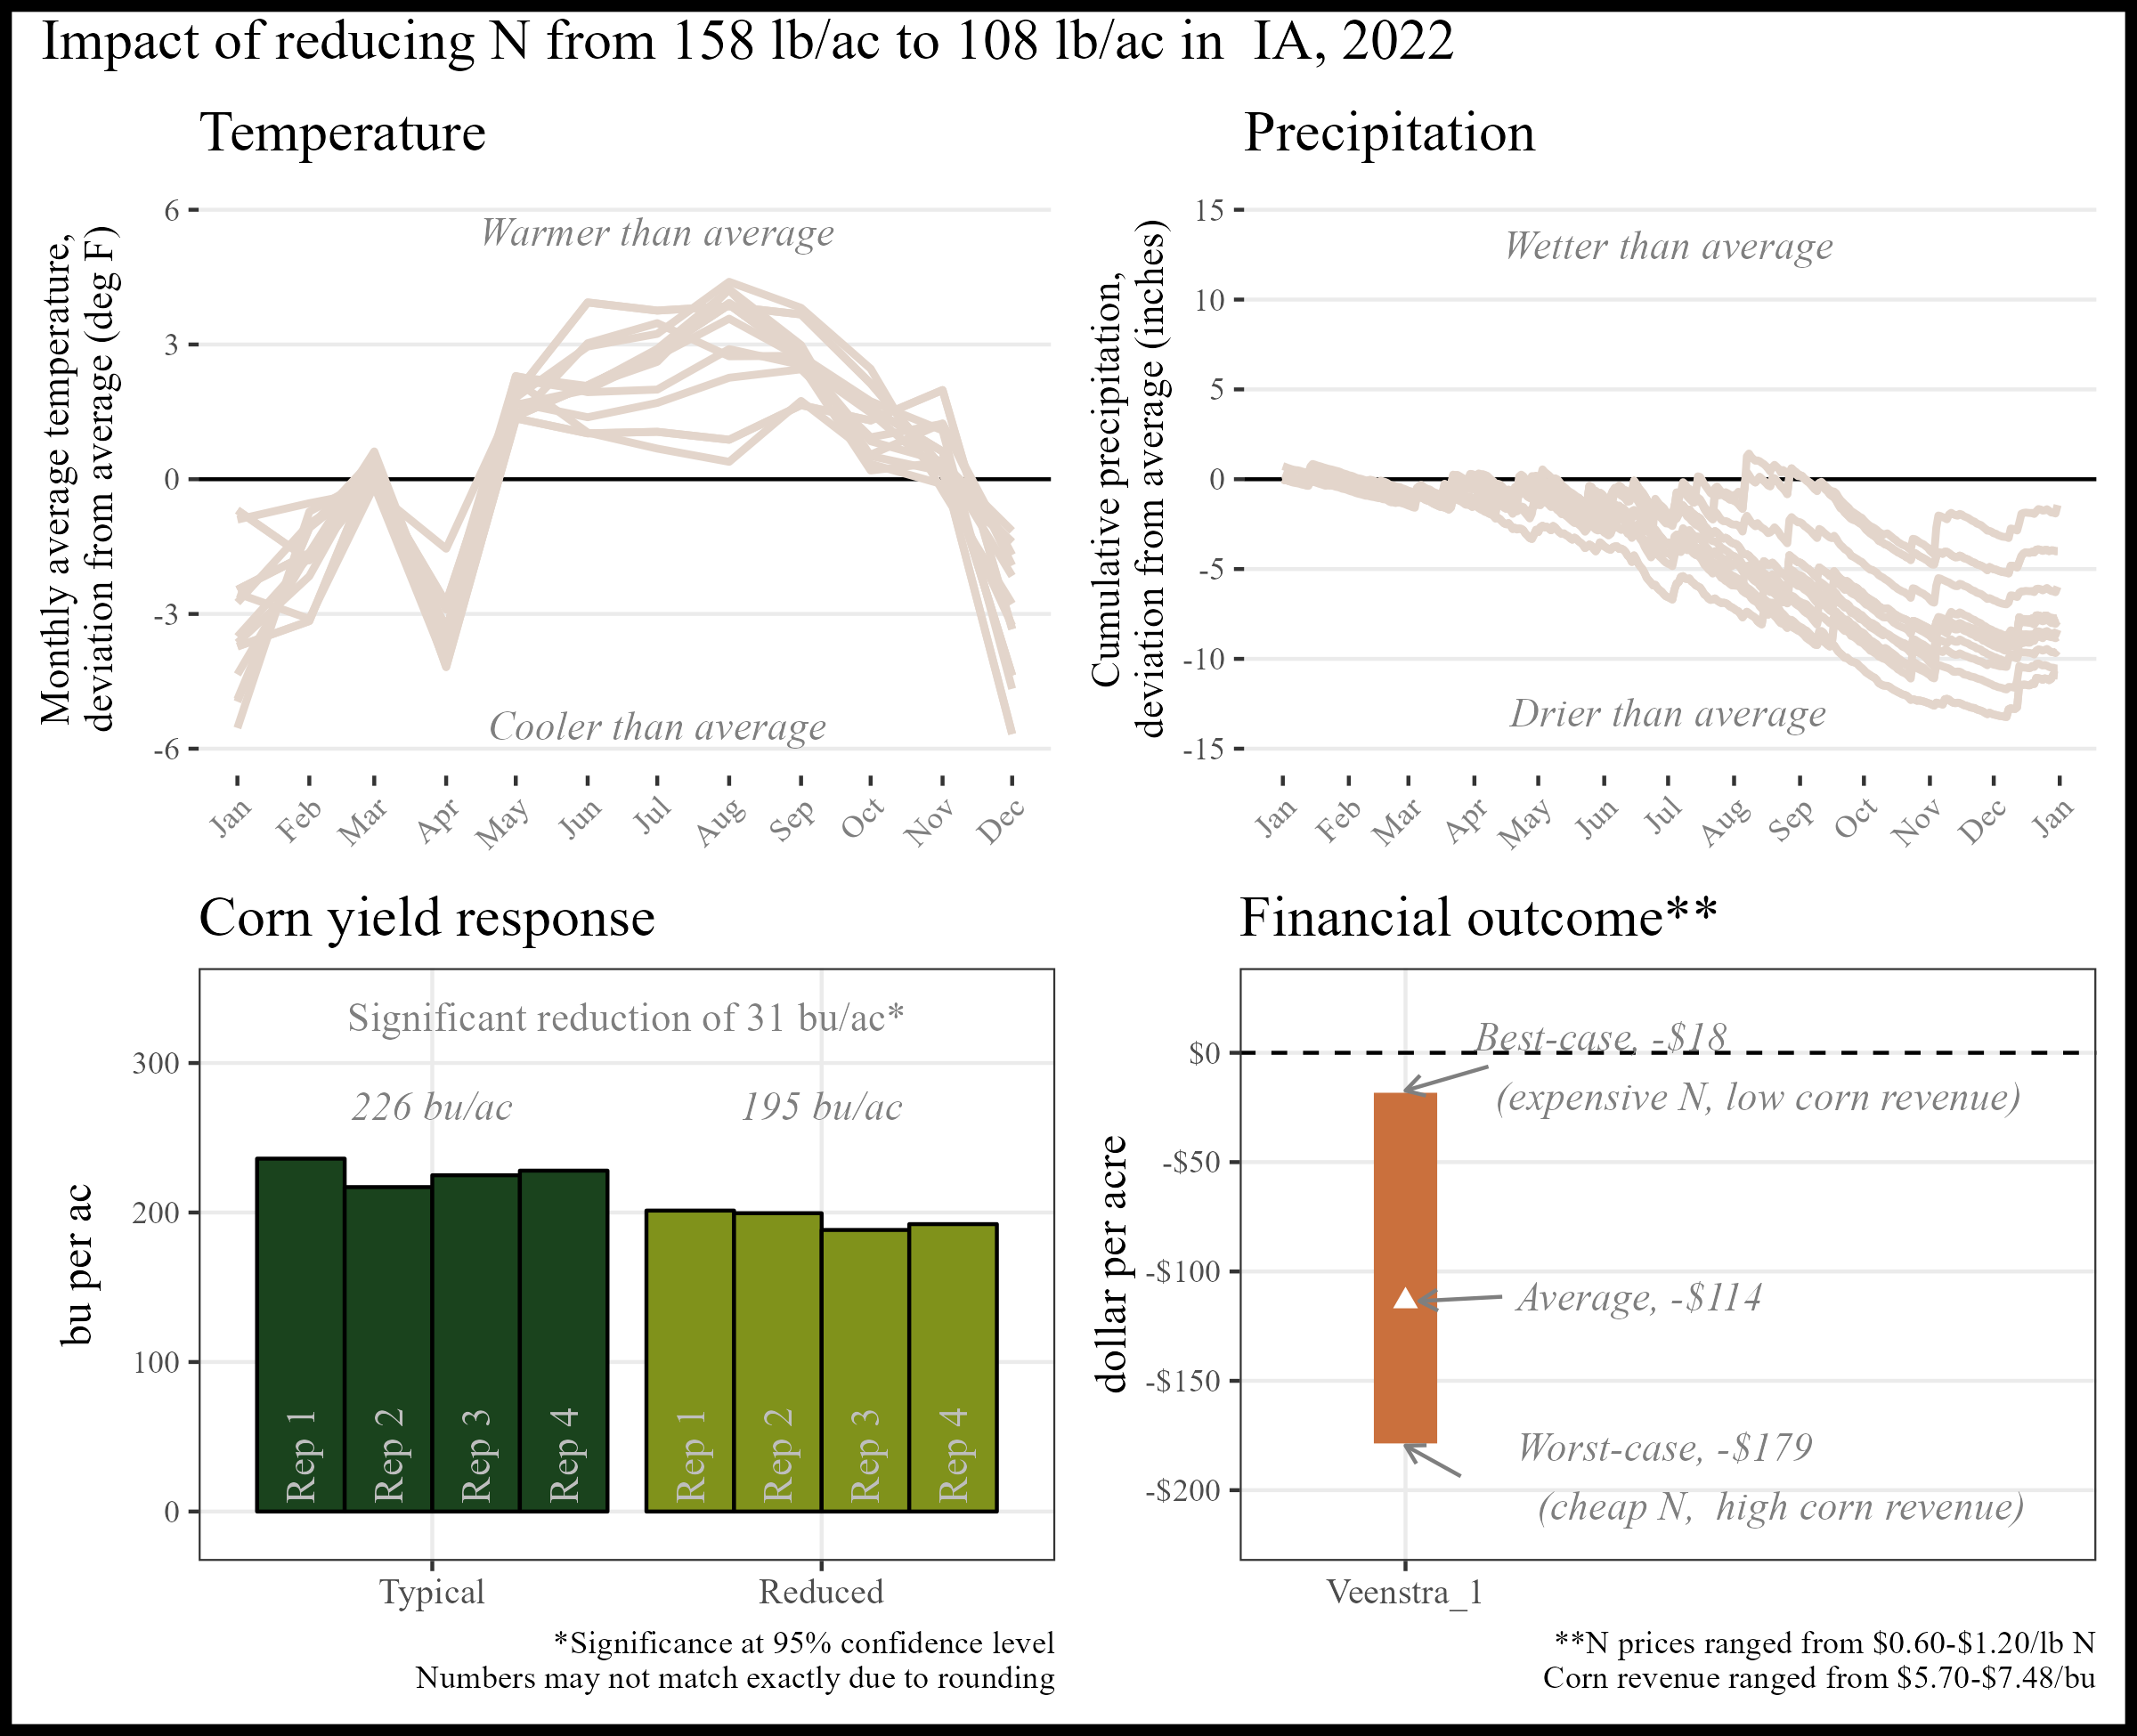 Impact of reducing N from 158 lb/ac to 108 lb/ac in  IA, 2022
Temperature
Monthly average temperature,
deviation from average (deg F)
6
3
0
-3
-6
Warmer than average
Cooler than average
Jan
Feb
Mar
Apr
May
Jun
Jul
Aug
Sep
Oct
Nov
Dec
Precipitation
Cumulative precipitation,
deviation from average (inches)
15
10
5
0
-5
-10
-15
Wetter than average
Drier than average
Jan
Feb
Mar
Apr
May
Jun
Jul
Aug
Sep
Oct
Nov
Dec
Jan
Corn yield response
bu per ac
300
200
100
0
Significant reduction of 31 bu/ac*
226 bu/ac
195 bu/ac
Rep 1
Rep 2
Rep 3
Rep 4
Rep 1
Rep 2
Rep 3
Rep 4
Typical
Reduced
*Significance at 95% confidence level
Numbers may not match exactly due to rounding
Financial outcome**
dollar per acre
$0
-$50
-$100
-$150
-$200
Best-case, -$18
(expensive N, low corn revenue)
Average, -$114
Worst-case, -$179
(cheap N,  high corn revenue)
Veenstra_1
**N prices ranged from $0.60-$1.20/lb N
Corn revenue ranged from $5.70-$7.48/bu